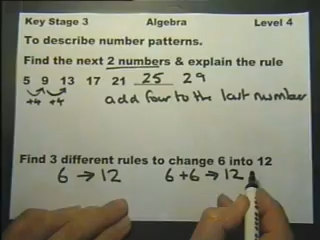 Key Stage 3 Algebra Level 4
To describe number patterns.
Find the next 2 numbers & explain the rule
5 9 13 17 21 25 29
+4 +4 add four to the last number
Find 3 different rules to change 6 into 12
6 → 12 6 + 6 → 12